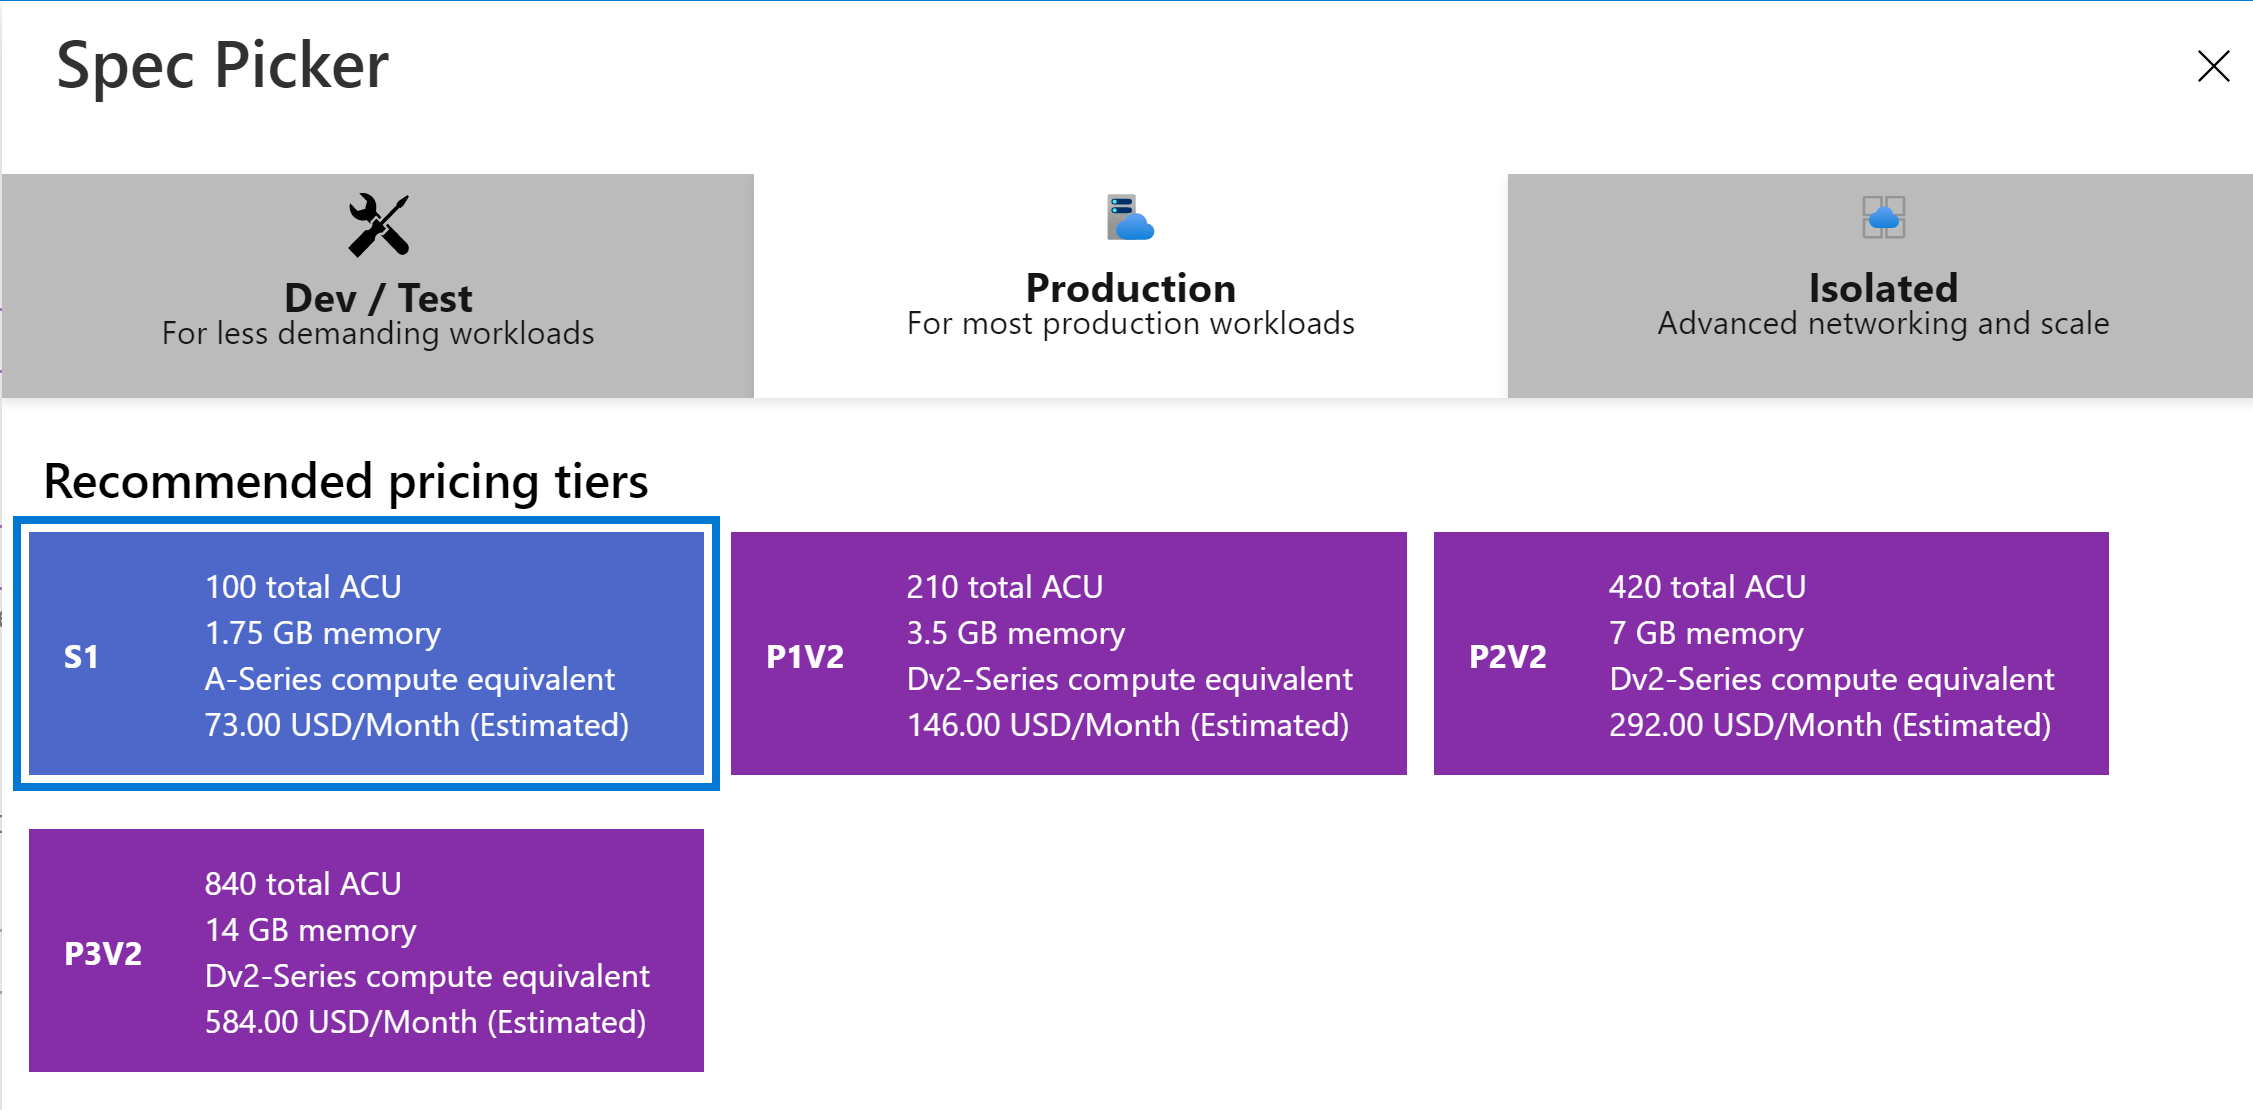 Spec Picker
Dev / Test
For less demanding workloads
Production
For most production workloads
Isolated
Advanced networking and scale
Recommended pricing tiers
S1
100 total ACU
1.75 GB memory
A-Series compute equivalent
73.00 USD/Month (Estimated)
P1V2
210 total ACU
3.5 GB memory
Dv2-Series compute equivalent
146.00 USD/Month (Estimated)
P2V2
420 total ACU
7 GB memory
Dv2-Series compute equivalent
292.00 USD/Month (Estimated)
P3V2
840 total ACU
14 GB memory
Dv2-Series compute equivalent
584.00 USD/Month (Estimated)